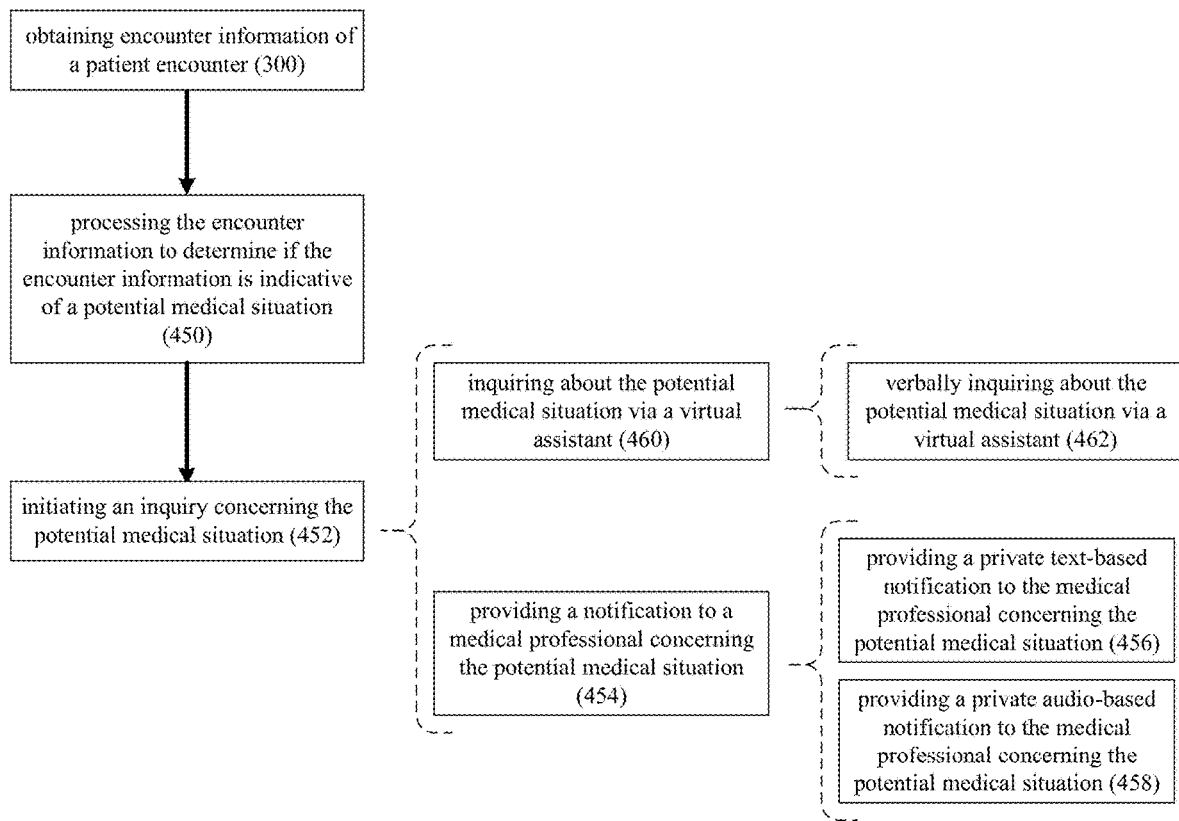 obtaining encounter information of
a patient encounter (300)
processing the encounter
information to determine if the
encounter information is indicative
of a potential medical situation
(450)
initiating an inquiry concerning the
potential medical situation (452)
inquiring about the potential
medical situation via a virtual
assistant (460)
verbally inquiring about the
potential medical situation via a
virtual assistant (462)
providing a notification to a
medical professional concerning
the potential medical situation
(454)
providing a private text-based
notification to the medical
professional concerning the
potential medical situation (456)
providing a private audio-based
notification to the medical
professional concerning the
potential medical situation (458)